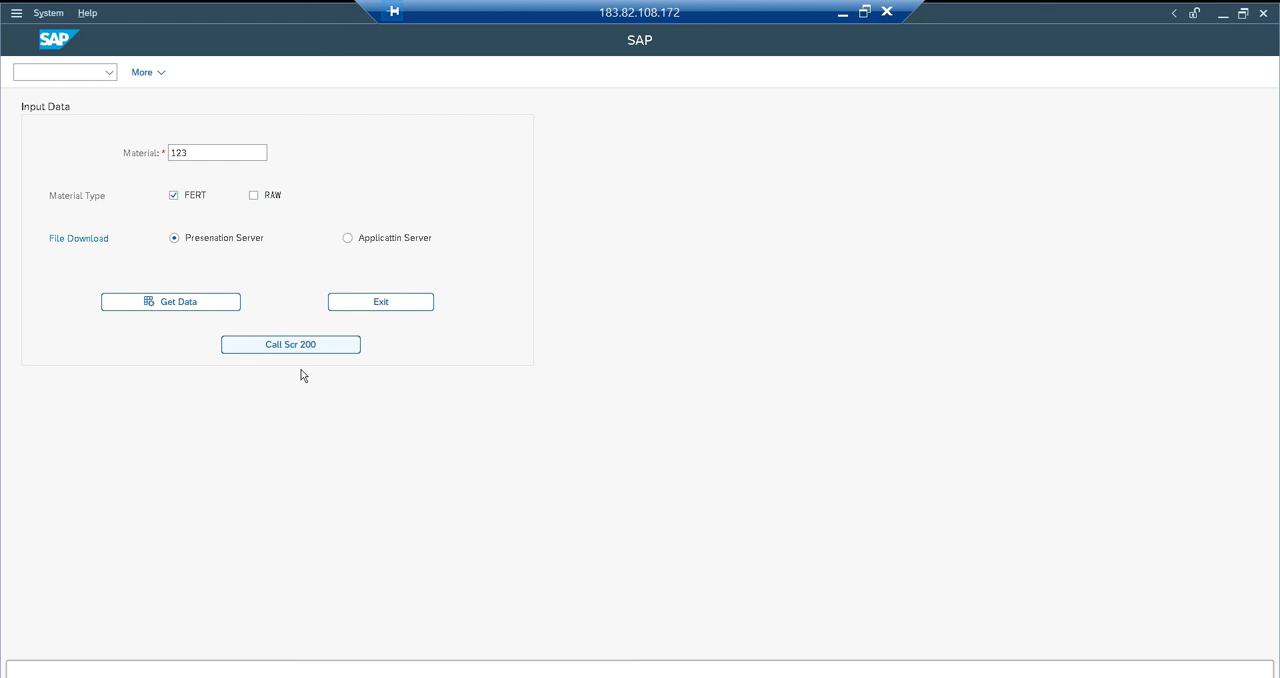 System Help 183.82.108.172
SAP SAP
More
Input Data
Material: * 123
Material Type FERT RAW
File Download Presenation Server Applicattin Server
Get Data Exit
Call Scr 200